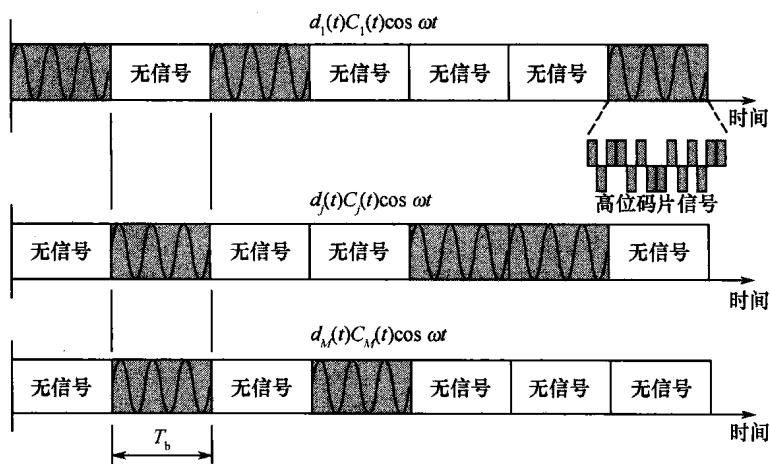 d₁(t)C₁(t)cos ωt
无信号 无信号 无信号 无信号
时间
高位码片信号
dⱼ(t)Cⱼ(t)cos ωt
无信号 无信号 无信号 无信号
时间
d_M(t)C_M(t)cos ωt
无信号 无信号 无信号 无信号 无信号
时间
T_b